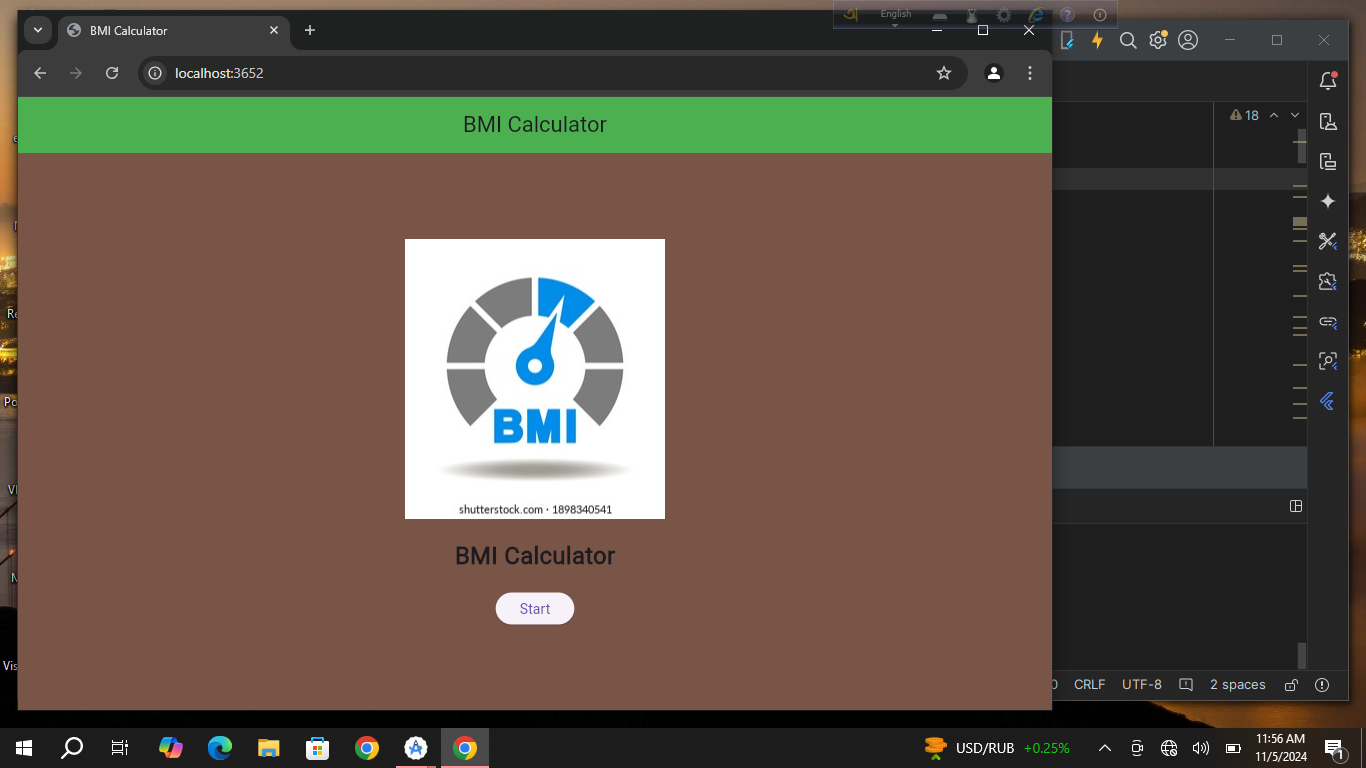 অ English
BMI Calculator
localhost:3652
BMI Calculator
18
BMI
shutterstock.com · 1898340541
BMI Calculator
Start
CRLF UTF-8 2 spaces
USD/RUB +0.25%
11:56 AM
11/5/2024
1